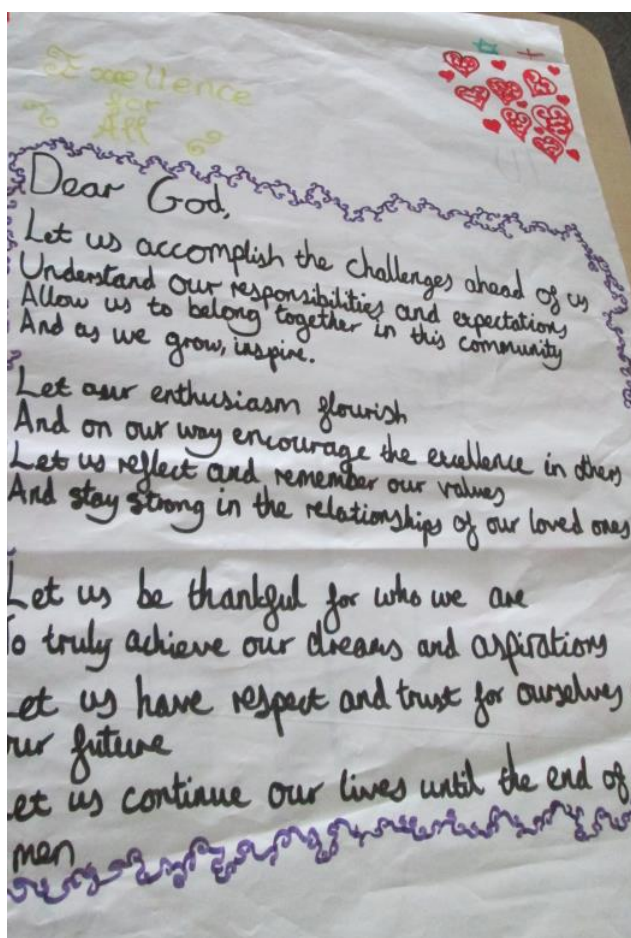 Excellence
for
All
Dear God,
Let us accomplish the challenges ahead of us
Understand our responsibilities and expectations
Allow us to belong together in this community
And as we grow, inspire.
Let our enthusiasm flourish
And on our way encourage the excellence in others
Let us reflect and remember our values
And stay strong in the relationships of our loved ones
Let us be thankful for who we are
o truly achieve our dreams and aspirations
et us have respect and trust for ourselves
ur future
et us continue our lives until the end of
men